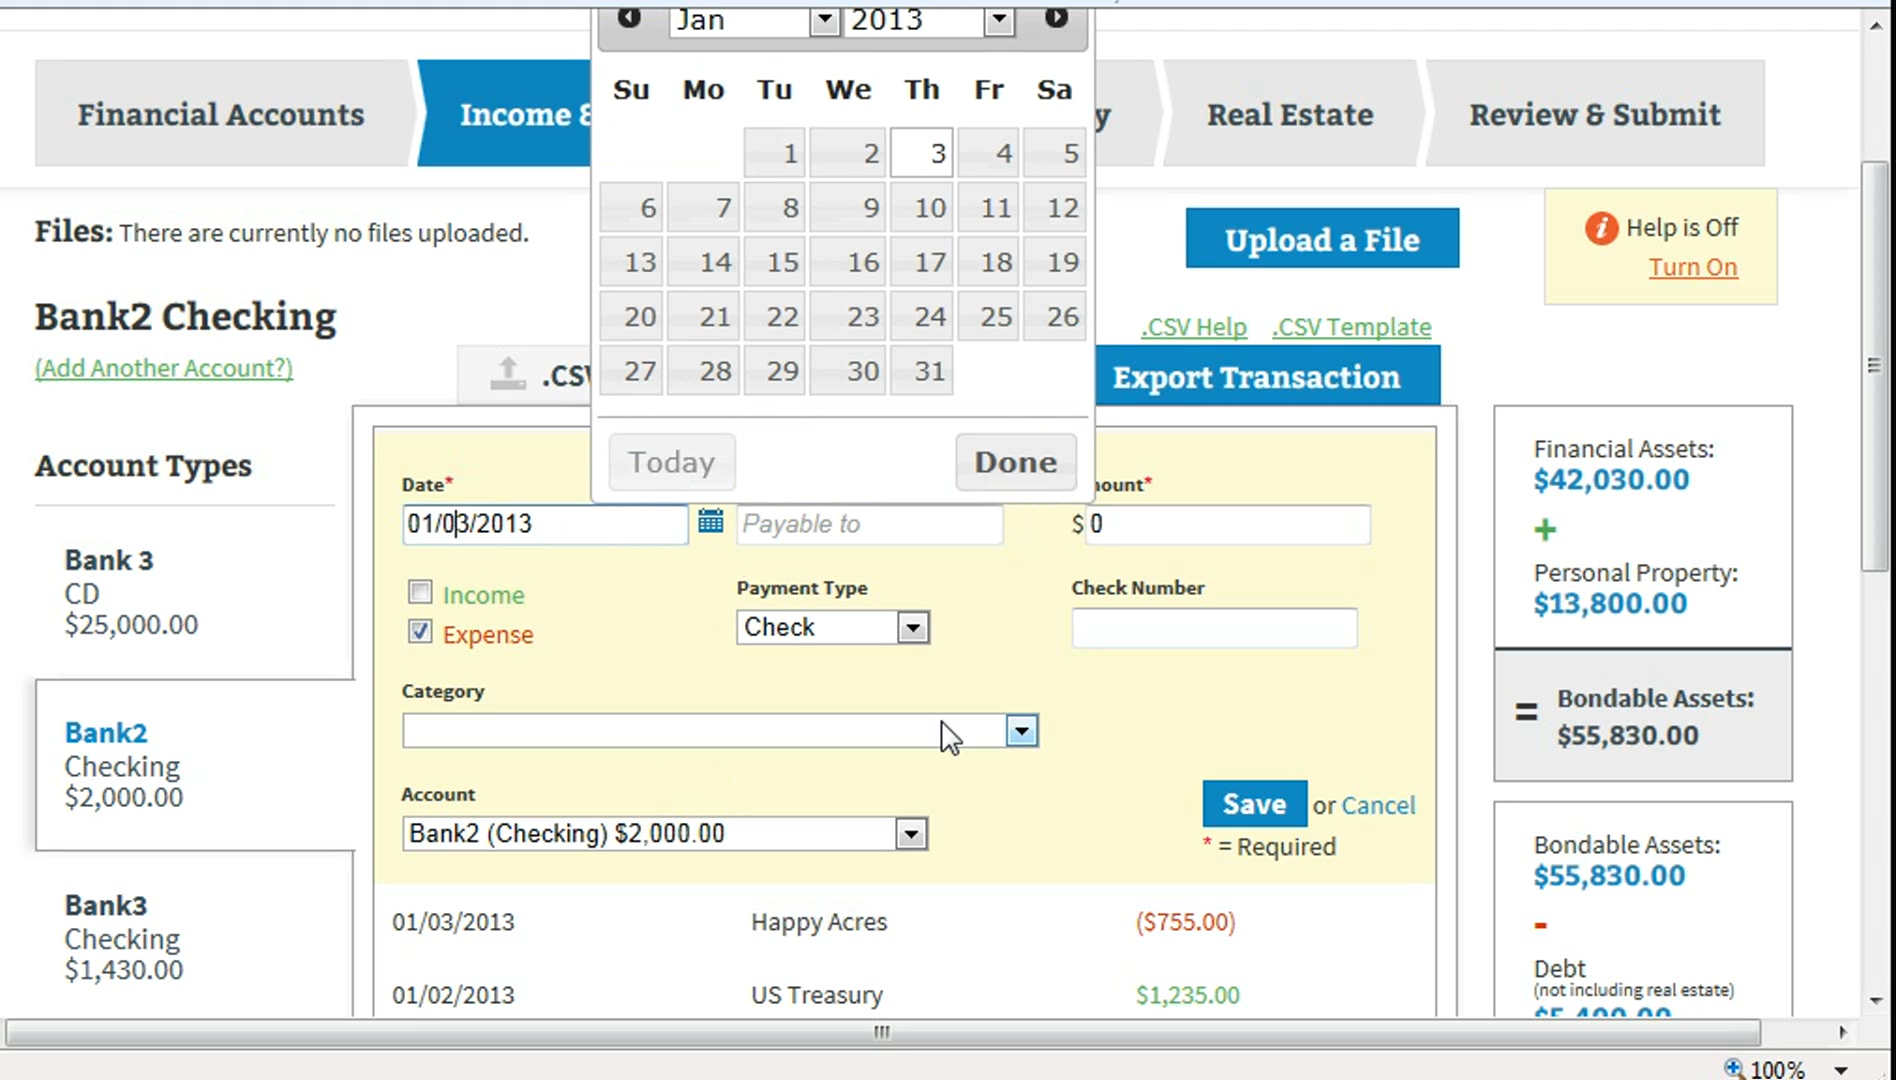 Jan 2013
Financial Accounts
Income &
y
Real Estate
Review & Submit
Su Mo Tu We Th Fr Sa
1 2 3 4 5
6 7 8 9 10 11 12
13 14 15 16 17 18 19
20 21 22 23 24 25 26
27 28 29 30 31
Today Done
Files: There are currently no files uploaded.
Upload a File
Help is Off
Turn On
Bank2 Checking
(Add Another Account?)
.CSV Help .CSV Template
.CSV
Export Transaction
Account Types
Bank 3
CD
$25,000.00
Bank2
Checking
$2,000.00
Bank3
Checking
$1,430.00
Date*
01/03/2013
Payable to
ount*
$ 0
Income
Expense
Payment Type
Check
Check Number
Category
Account
Bank2 (Checking) $2,000.00
Save or Cancel
* = Required
01/03/2013 Happy Acres ($755.00)
01/02/2013 US Treasury $1,235.00
Financial Assets:
$42,030.00
+
Personal Property:
$13,800.00
= Bondable Assets:
$55,830.00
Bondable Assets:
$55,830.00
-
Debt
(not including real estate)
100%